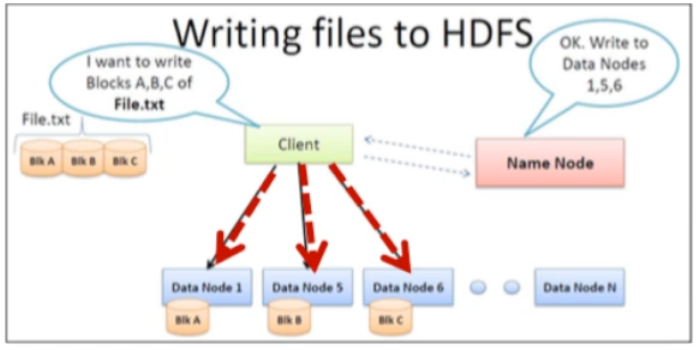 Writing files to HDFS
I want to write
Blocks A,B,C of
File.txt
OK. Write to
Data Nodes
1,5,6
File.txt
Blk A
Blk B
Blk C
Client
Name Node
Data Node 1
Data Node 5
Data Node 6
Data Node N
Blk A
Blk B
Blk C